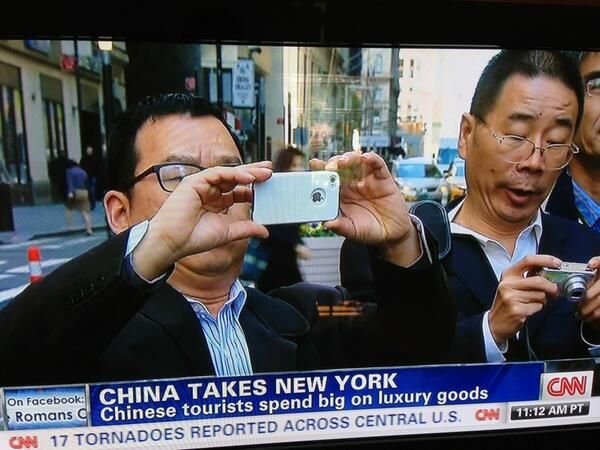 On Facebook:
Romans C
CHINA TAKES NEW YORK
Chinese tourists spend big on luxury goods
CNN
11:12 AM PT
CNN 17 TORNADOES REPORTED ACROSS CENTRAL U.S. CNN